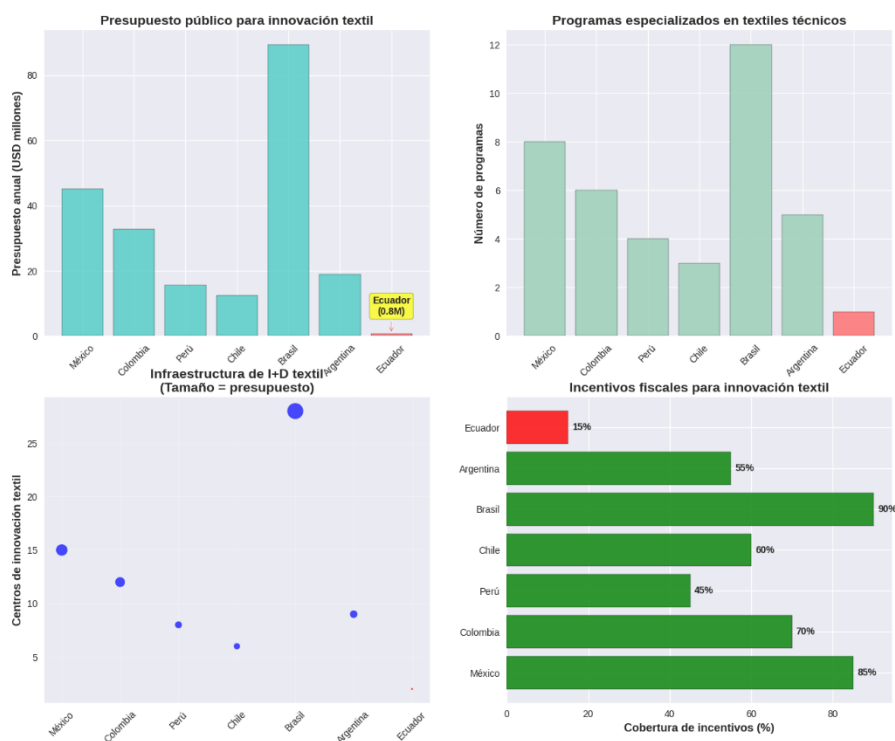 Presupuesto público para innovación textil
Presupuesto anual (USD millones)
80
60
40
20
0
Ecuador
(0.8M)
México
Colombia
Perú
Chile
Brasil
Argentina
Ecuador
Programas especializados en textiles técnicos
Número de programas
12
10
8
6
4
2
0
México
Colombia
Perú
Chile
Brasil
Argentina
Ecuador
Infraestructura de I+D textil
(Tamaño = presupuesto)
Centros de innovación textil
25
20
15
10
5
México
Colombia
Perú
Chile
Brasil
Argentina
Ecuador
Incentivos fiscales para innovación textil
Ecuador 15%
Argentina 55%
Brasil 90%
Chile 60%
Perú 45%
Colombia 70%
México 85%
0 20 40 60 80
Cobertura de incentivos (%)